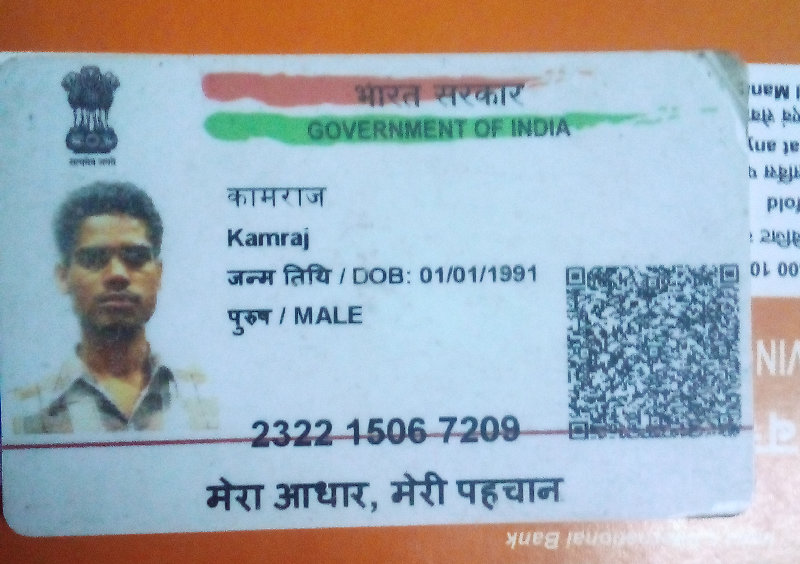 भारत सरकार
GOVERNMENT OF INDIA
सत्यमेव जयते
कामराज
Kamraj
जन्म तिथि / DOB: 01/01/1991
पुरुष / MALE
2322 1506 7209
मेरा आधार, मेरी पहचान
Bank